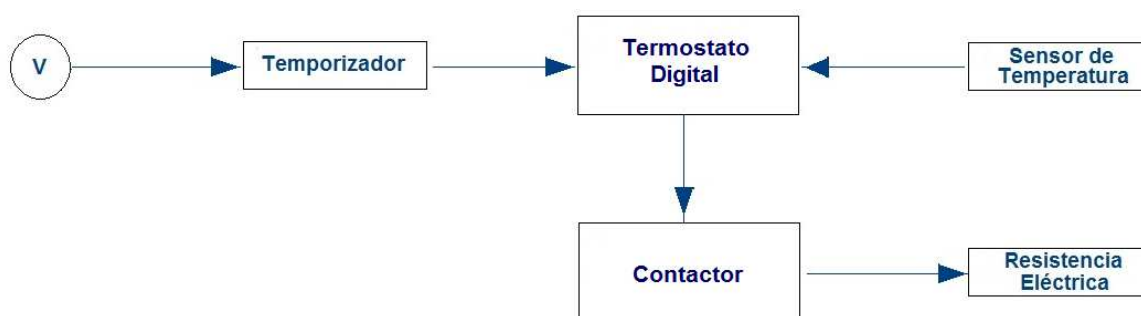 V
Temporizador
Termostato
Digital
Sensor de
Temperatura
Contactor
Resistencia
Eléctrica